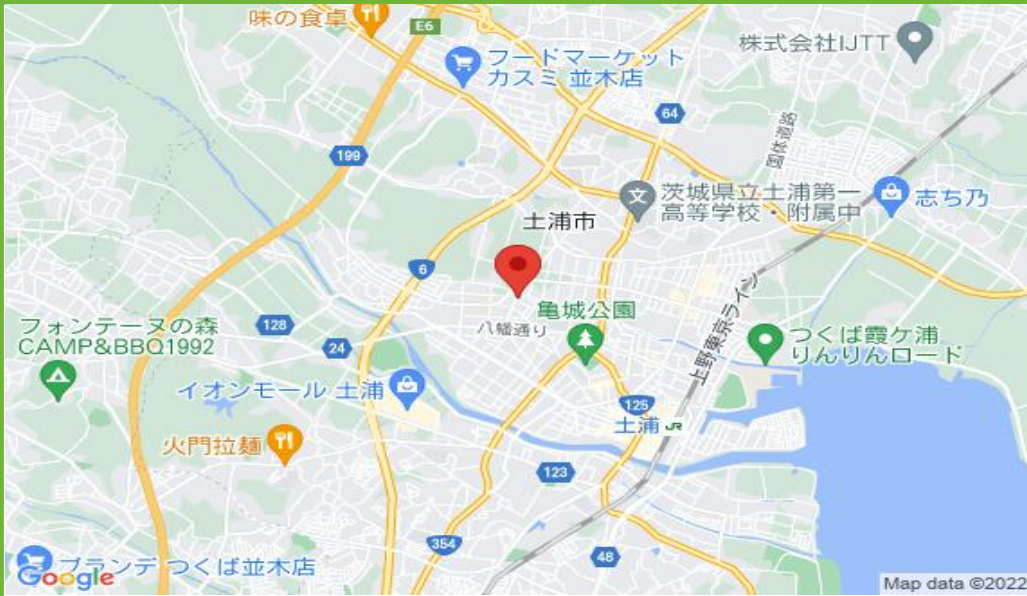 味の食卓
E6
株式会社IJTT
フードマーケット
カスミ 並木店
64
国体道路
199
茨城県立土浦第一
高等学校・附属中
志ち乃
土浦市
6
上野東京ライン
亀城公園
八幡通り
フォンテーヌの森
CAMP&BBQ1992
128
24
つくば霞ケ浦
りんりんロード
イオンモール 土浦
125
土浦 JR
火門拉麺
123
354
48
ブランデ つくば並木店
Google
Map data ©2022